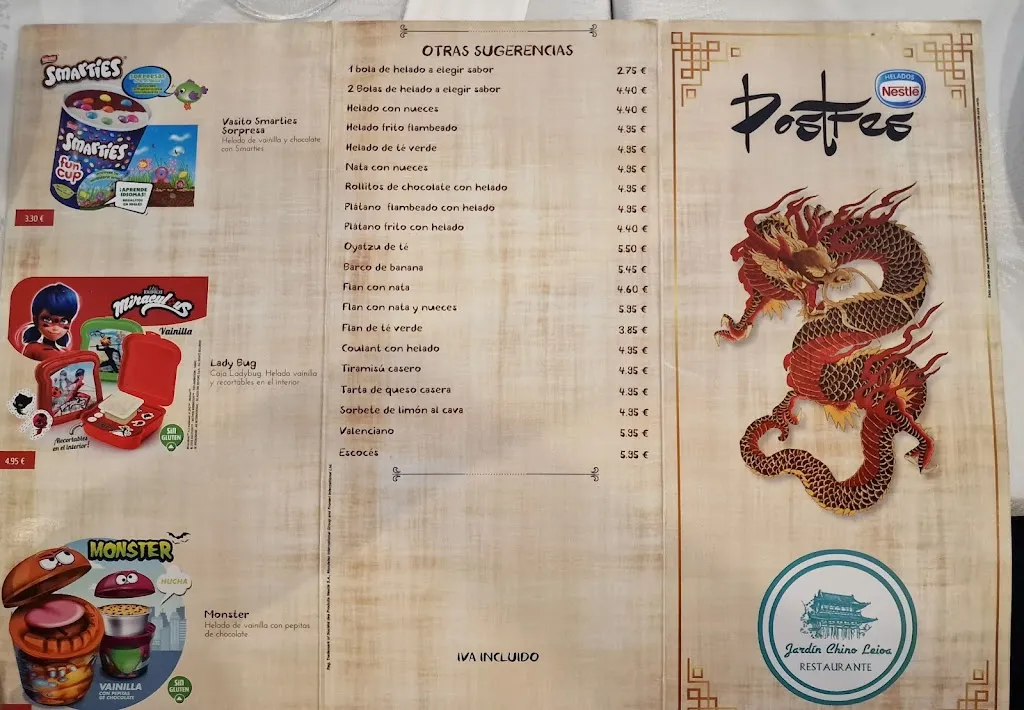 Nestlé
SMARTIES
SORPRESA
SMARTIES
fun
CUP
¡APRENDE
IDIOMAS!
Vasito Smarties
Sorpresa
Helado de vainilla y chocolate
con Smarties
3.30 €
Miraculous
Vainilla
¡Recortables
en el interior!
SIN
GLUTEN
Lady Bug
Caja Ladybug. Helado vainilla
y recortables en el interior
4.95 €
MONSTER
HUCHA
VAINILLA
CON PEPITAS
DE CHOCOLATE
SIN
GLUTEN
Monster
Helado de vainilla con pepitas
de chocolate
OTRAS SUGERENCIAS
1 bola de helado a elegir sabor 2.75 €
2 Bolas de helado a elegir sabor 4.40 €
Helado con nueces 4.40 €
Helado frito flambeado 4.95 €
Helado de té verde 4.95 €
Nata con nueces 4.95 €
Rollitos de chocolate con helado 4.95 €
Plátano flambeado con helado 4.95 €
Plátano frito con helado 4.40 €
Oyatzu de té 5.50 €
Barco de banana 5.45 €
Flan con nata 4.60 €
Flan con nata y nueces 5.95 €
Flan de té verde 3.85 €
Coulant con helado 4.95 €
Tiramisú casero 4.95 €
Tarta de queso casera 4.95 €
Sorbete de limón al cava 4.95 €
Valenciano 5.95 €
Escocés 5.95 €
IVA INCLUIDO
Postres
HELADOS
Nestlé
Jardín Chino Leioa
RESTAURANTE